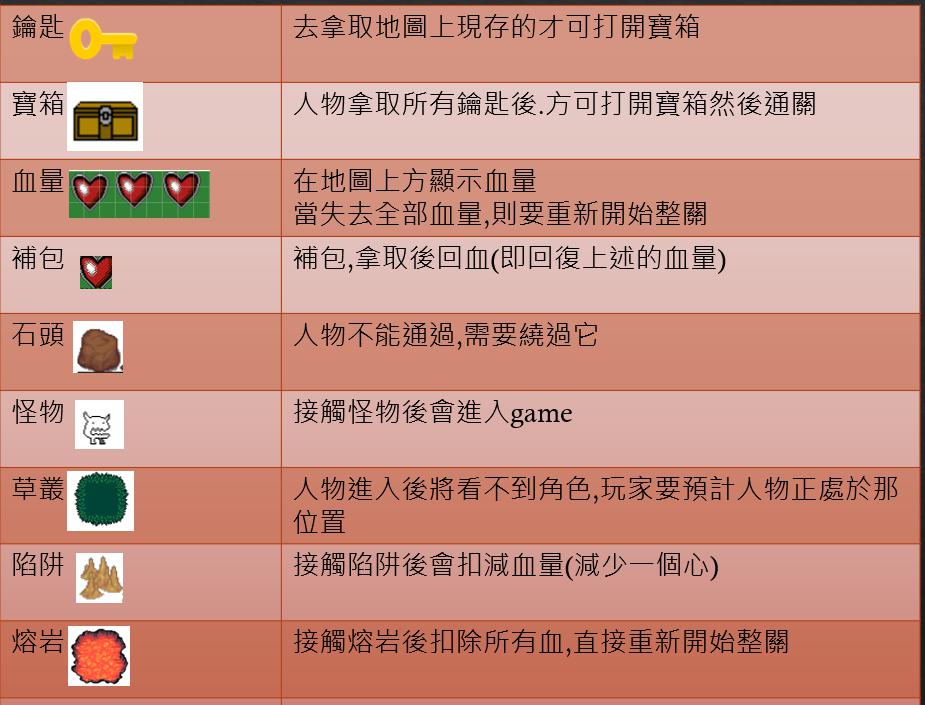 鑰匙
去拿取地圖上現存的才可打開寶箱
寶箱
人物拿取所有鑰匙後.方可打開寶箱然後通關
血量
在地圖上方顯示血量
當失去全部血量,則要重新開始整關
補包
補包,拿取後回血(即回復上述的血量)
石頭
人物不能通過,需要繞過它
怪物
接觸怪物後會進入game
草叢
人物進入後將看不到角色,玩家要預計人物正處於那
位置
陷阱
接觸陷阱後會扣減血量(減少一個心)
熔岩
接觸熔岩後扣除所有血,直接重新開始整關